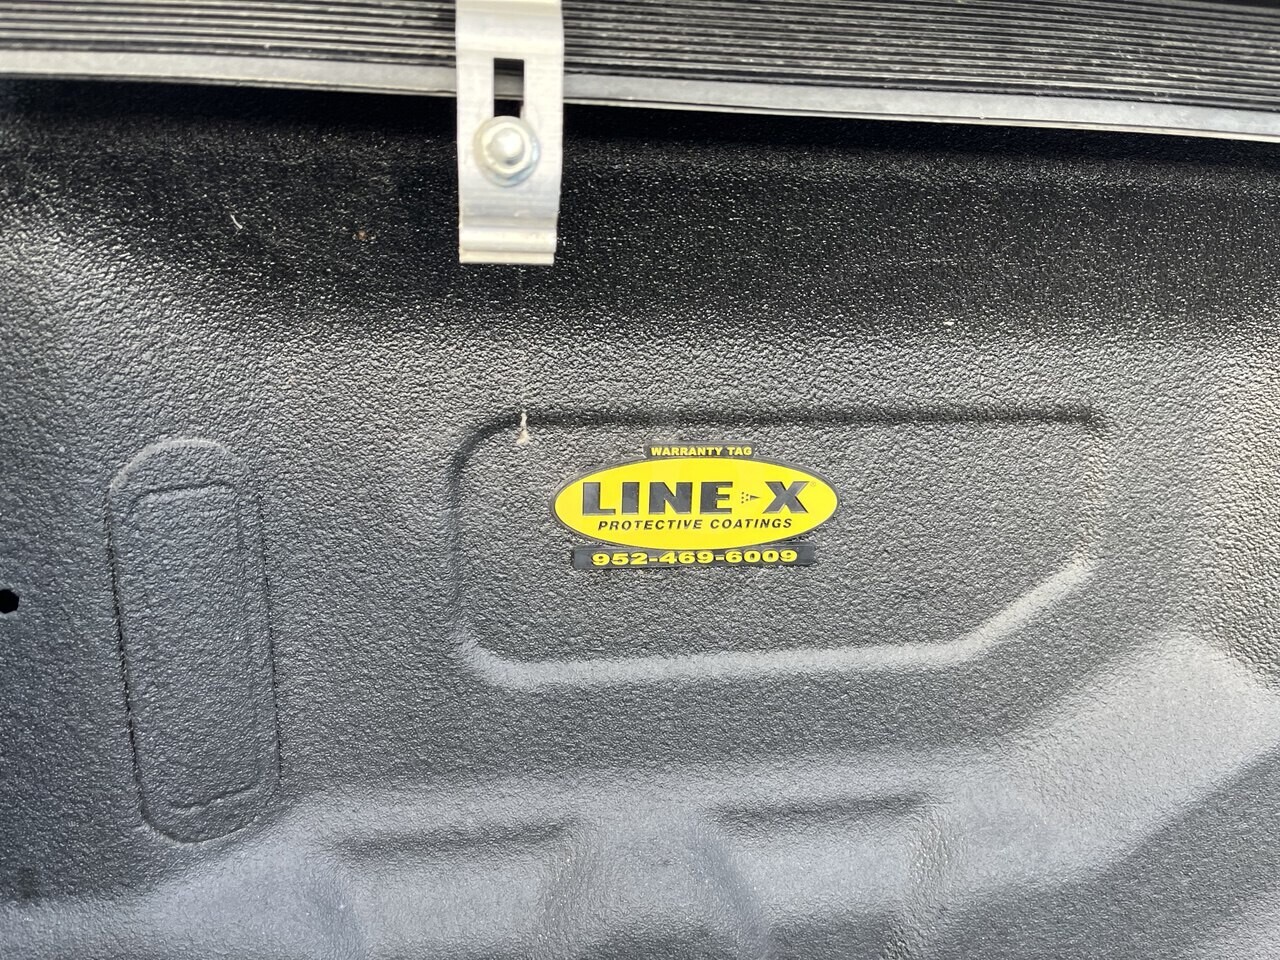 WARRANTY TAG
LINE-X
PROTECTIVE COATINGS
952-469-6009